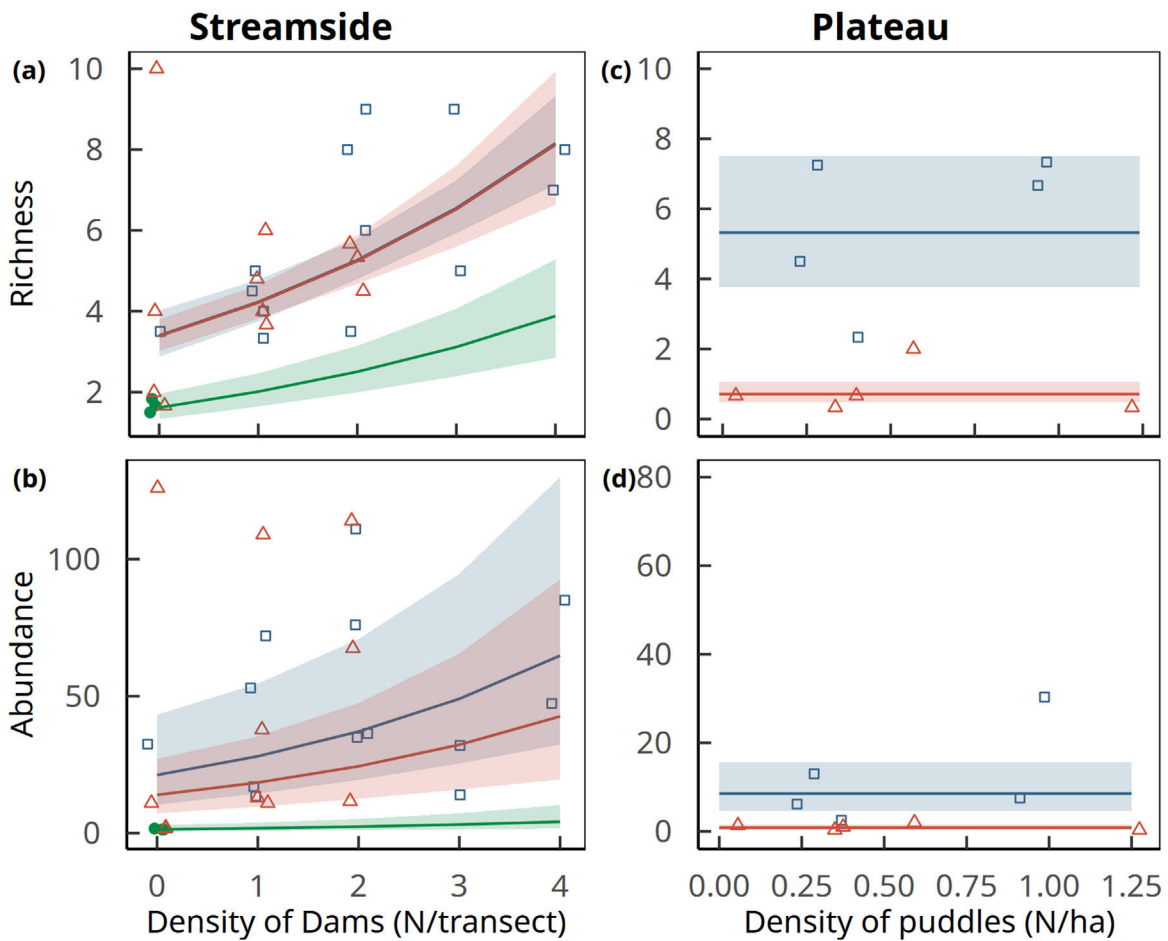 Streamside Plateau
(a) 10 (c) 10
8 8
6 6
4 4
2 2
0
Richness
(b) (d) 80
100 60
50 40
20
0 0
Abundance
0 1 2 3 4 0.00 0.25 0.50 0.75 1.00 1.25
Density of Dams (N/transect) Density of puddles (N/ha)